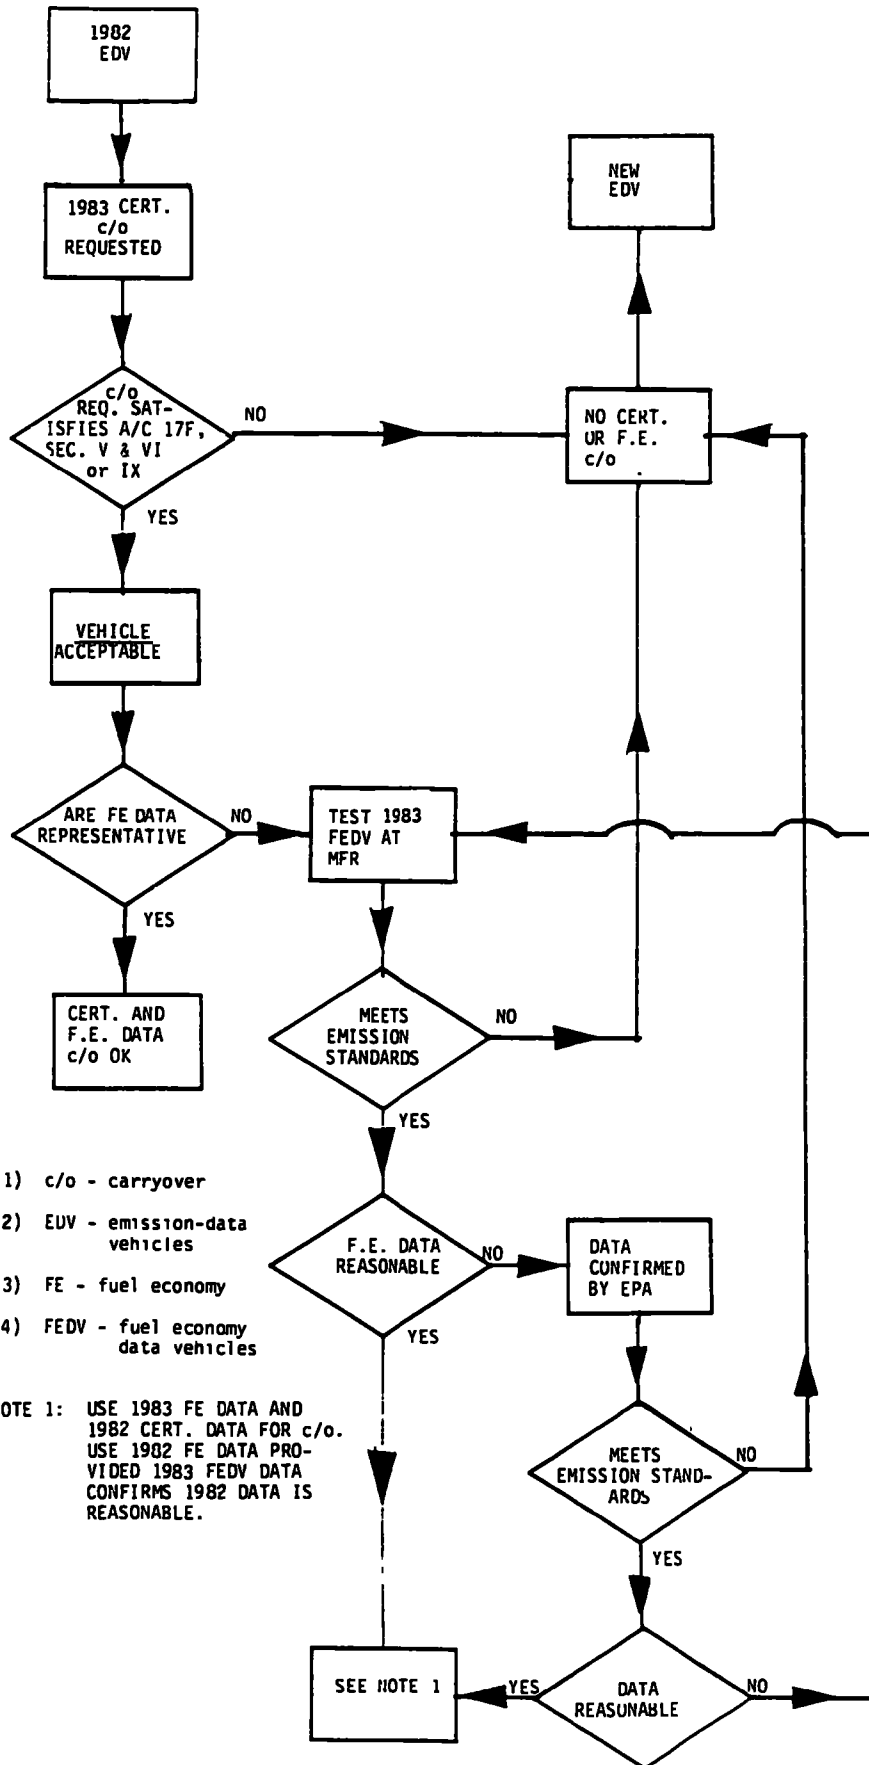 1982
EDV
NEW
EDV
1983 CERT.
c/o
REQUESTED
c/o
REQ. SAT-
ISFIES A/C 17F,
SEC. V & VI
or IX
NO
NO CERT.
OR F.E.
c/o
YES
VEHICLE
ACCEPTABLE
ARE FE DATA
REPRESENTATIVE
NO
TEST 1983
FEDV AT
MFR
YES
CERT. AND
F.E. DATA
c/o OK
MEETS
EMISSION
STANDARDS
NO
YES
1) c/o - carryover
2) EDV - emission-data
vehicles
3) FE - fuel economy
4) FEDV - fuel economy
data vehicles
F.E. DATA
REASONABLE
NO
DATA
CONFIRMED
BY EPA
YES
OTE 1: USE 1983 FE DATA AND
1982 CERT. DATA FOR c/o.
USE 1982 FE DATA PRO-
VIDED 1983 FEDV DATA
CONFIRMS 1982 DATA IS
REASONABLE.
MEETS
EMISSION STAND-
ARDS
NO
YES
SEE NOTE 1
YES
DATA
REASONABLE
NO